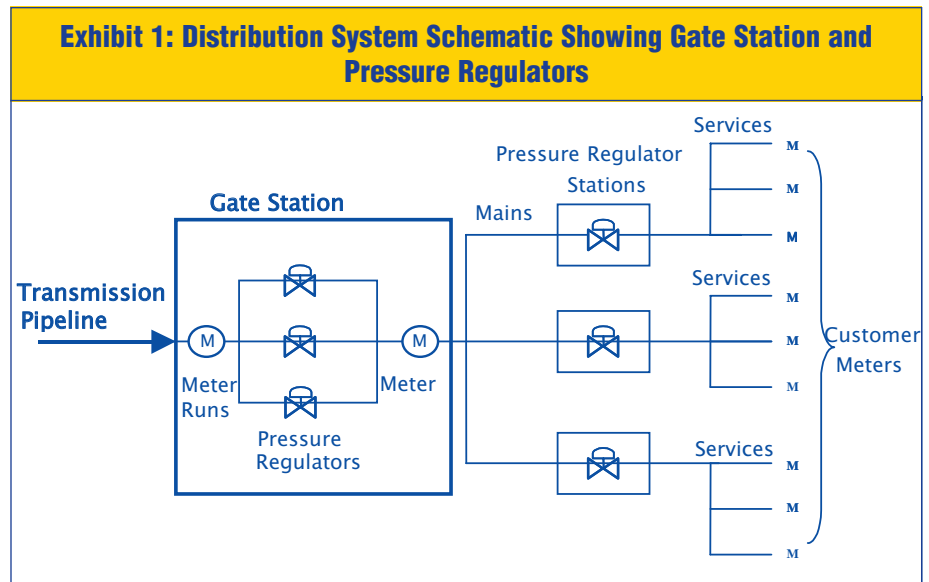 Exhibit 1: Distribution System Schematic Showing Gate Station and
Pressure Regulators
Services
M
Pressure Regulator
Stations
M
Gate Station
Mains
M
Services
Transmission
Pipeline
M
M
M
M
Customer
Meters
Meter
Runs
Meter
M
Pressure
Regulators
Services
M
M
M